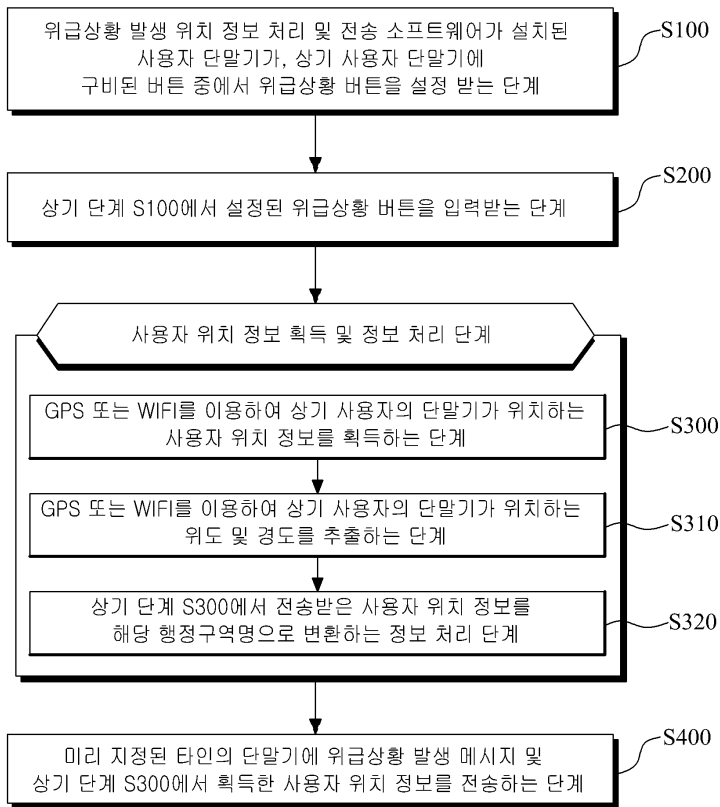 위급상황 발생 위치 정보 처리 및 전송 소프트웨어가 설치된
사용자 단말기가, 상기 사용자 단말기에
구비된 버튼 중에서 위급상황 버튼을 설정 받는 단계
S100
상기 단계 S100에서 설정된 위급상황 버튼을 입력받는 단계
S200
사용자 위치 정보 획득 및 정보 처리 단계
GPS 또는 WIFI를 이용하여 상기 사용자의 단말기가 위치하는
사용자 위치 정보를 획득하는 단계
S300
GPS 또는 WIFI를 이용하여 상기 사용자의 단말기가 위치하는
위도 및 경도를 추출하는 단계
S310
상기 단계 S300에서 전송받은 사용자 위치 정보를
해당 행정구역명으로 변환하는 정보 처리 단계
S320
미리 지정된 타인의 단말기에 위급상황 발생 메시지 및
상기 단계 S300에서 획득한 사용자 위치 정보를 전송하는 단계
S400